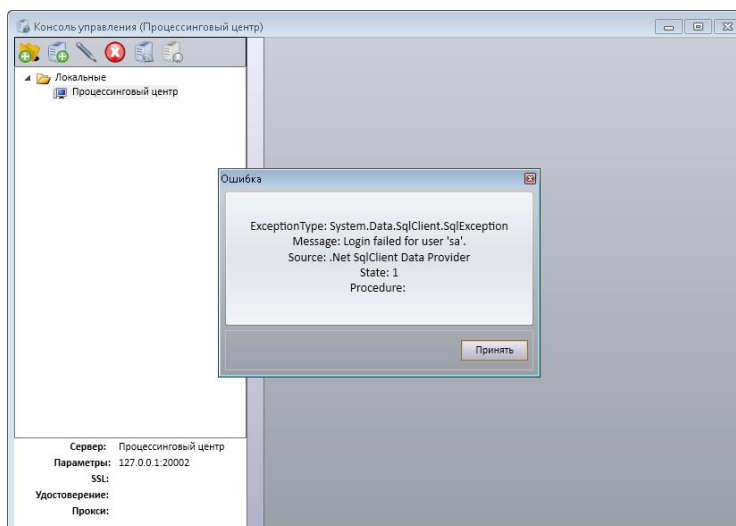 Консоль управления (Процессинговый центр)
Локальные
Процессинговый центр
Ошибка
ExceptionType: System.Data.SqlClient.SqlException
Message: Login failed for user 'sa'.
Source: .Net SqlClient Data Provider
State: 1
Procedure:
Принять
Сервер: Процессинговый центр
Параметры: 127.0.0.1:20002
SSL:
Удостоверение:
Прокси: